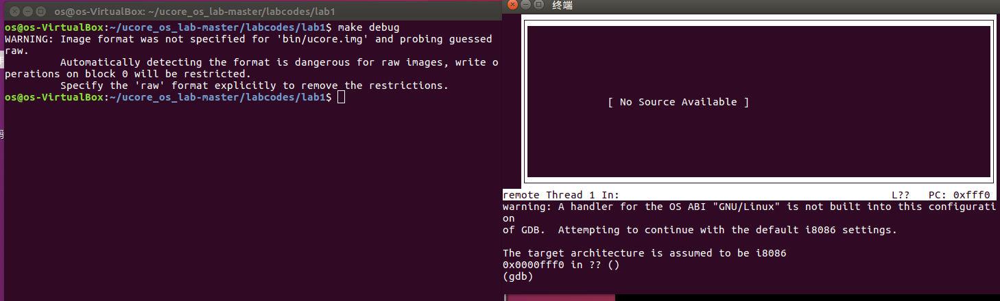 os@os-VirtualBox: ~/ucore_os_lab-master/labcodes/lab1
os@os-VirtualBox:~/ucore_os_lab-master/labcodes/lab1$ make debug
WARNING: Image format was not specified for 'bin/ucore.img' and probing guessed
raw.
Automatically detecting the format is dangerous for raw images, write o
perations on block 0 will be restricted.
Specify the 'raw' format explicitly to remove the restrictions.
os@os-VirtualBox:~/ucore_os_lab-master/labcodes/lab1$
终端
[ No Source Available ]
remote Thread 1 In: L?? PC: 0xfff0
warning: A handler for the OS ABI "GNU/Linux" is not built into this configurati
on
of GDB.  Attempting to continue with the default i8086 settings.
The target architecture is assumed to be i8086
0x0000fff0 in ?? ()
(gdb)